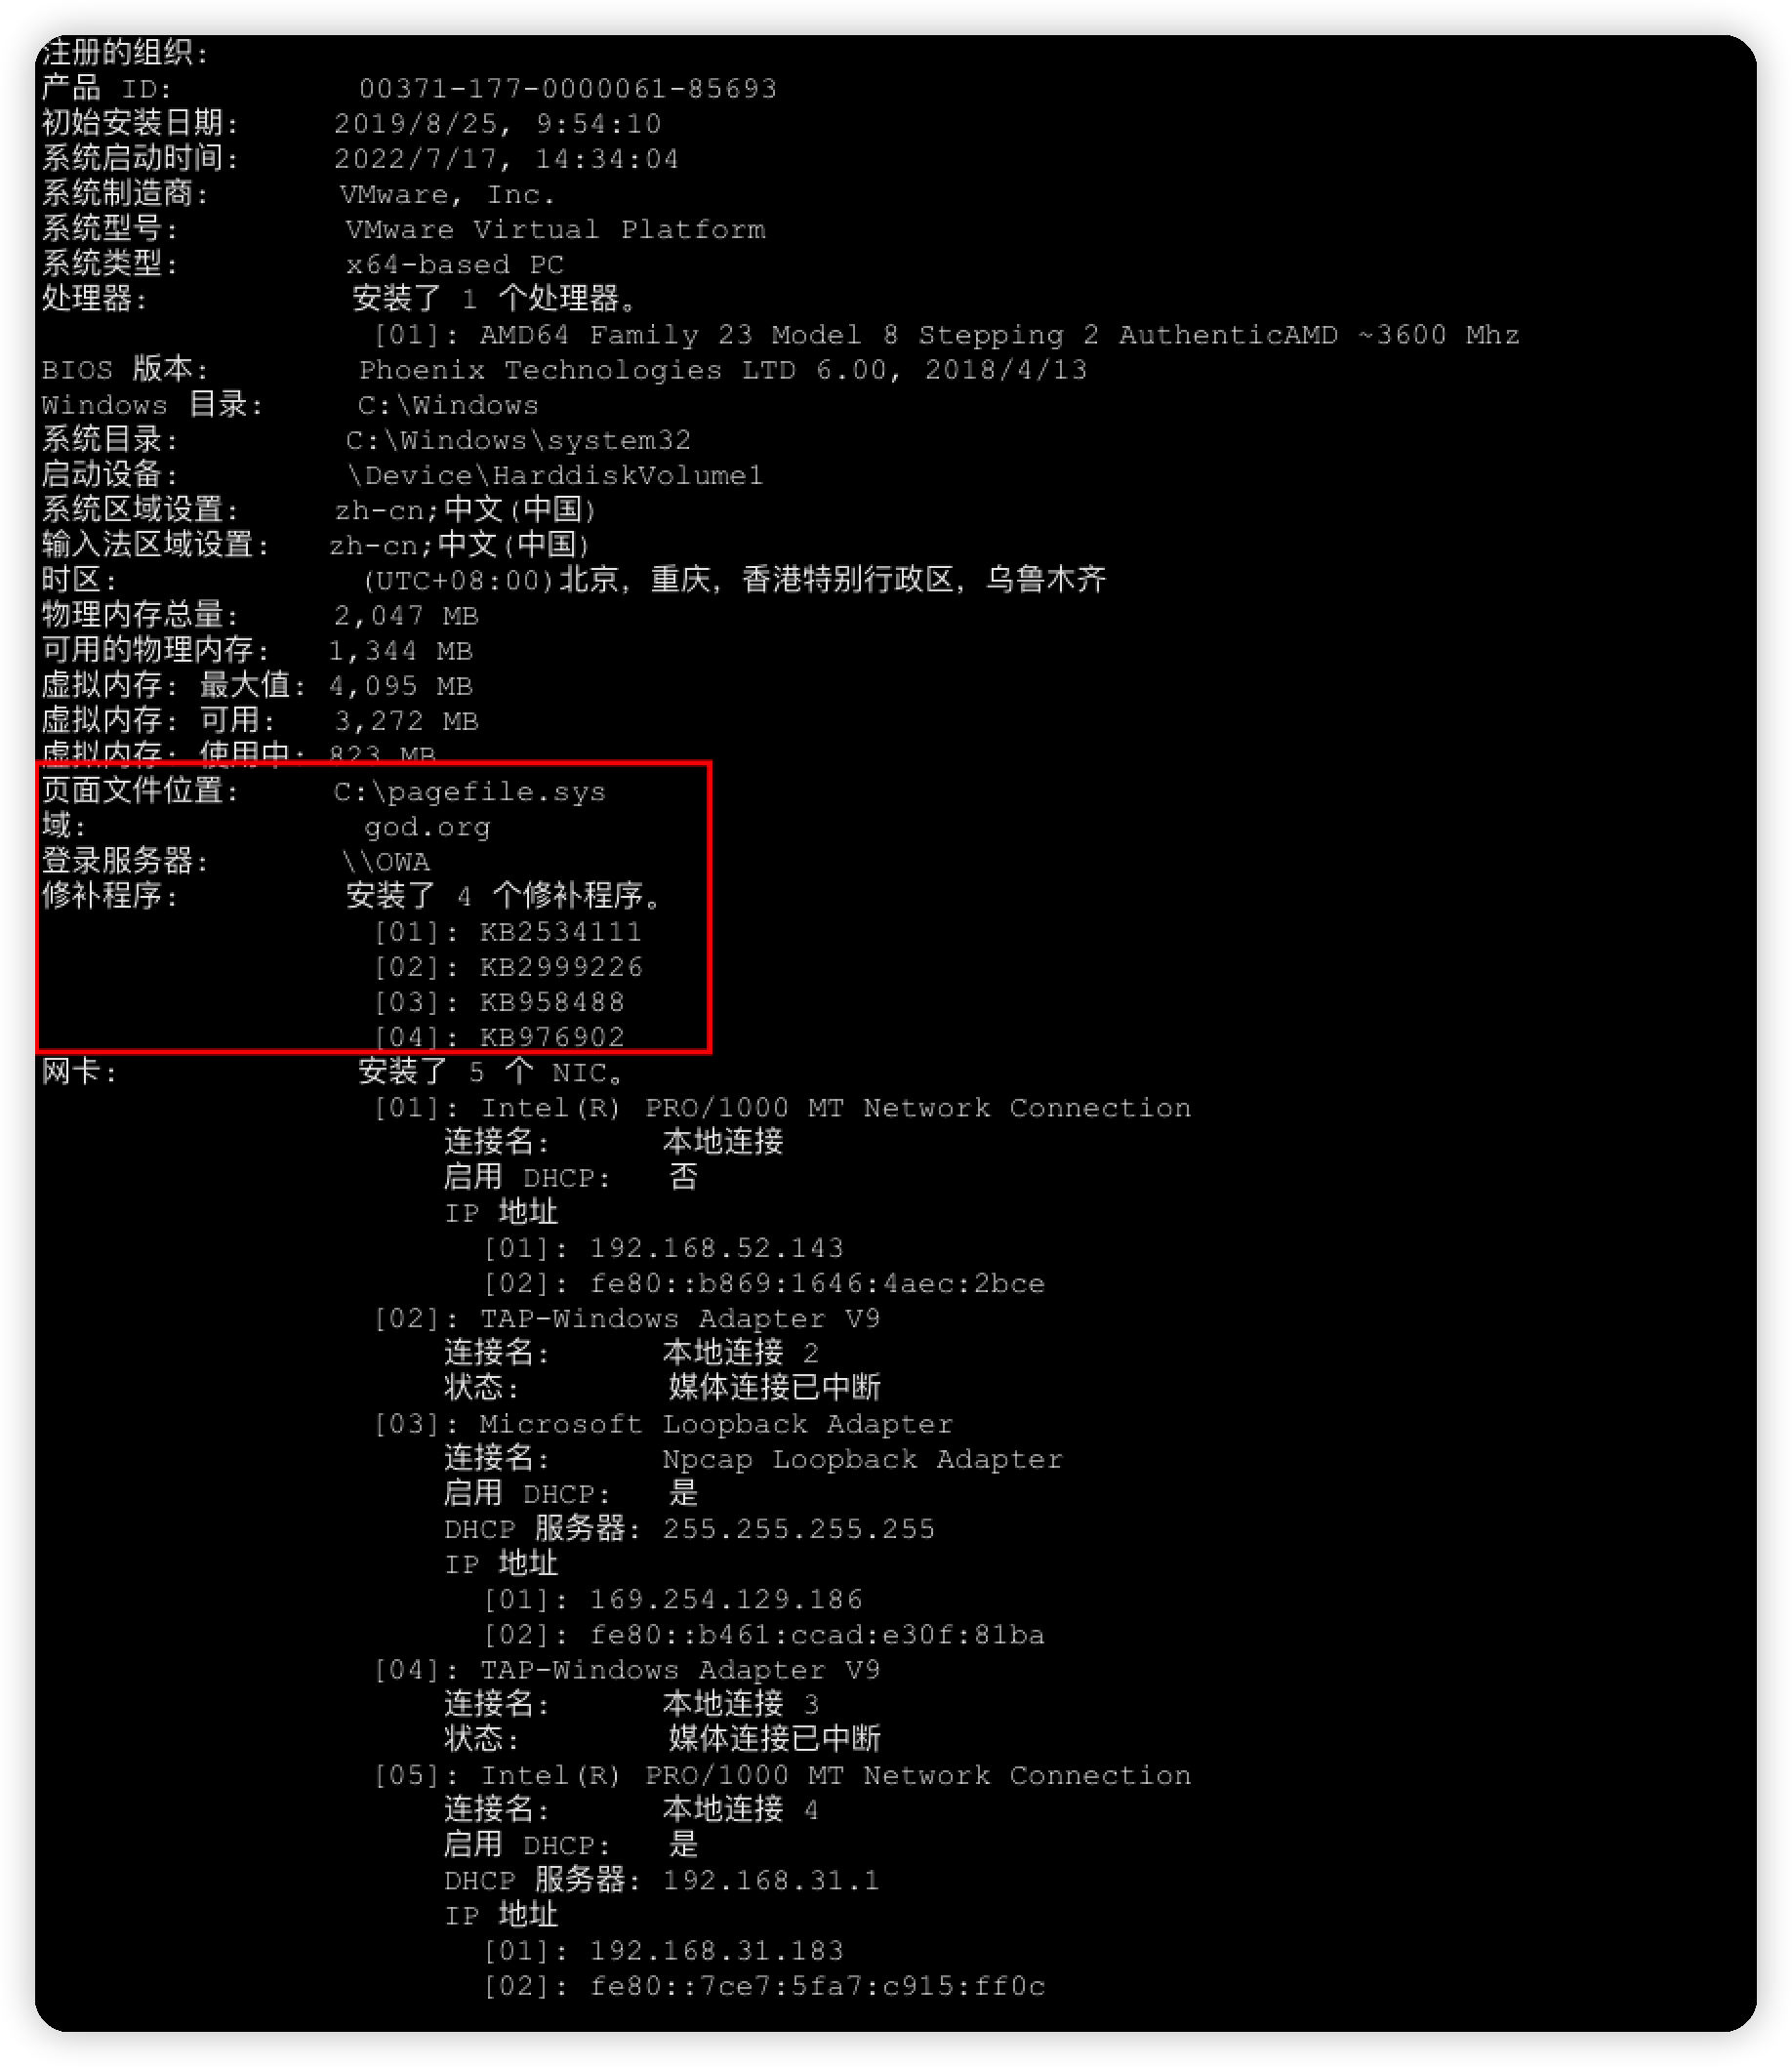 注册的组织:
产品 ID: 00371-177-0000061-85693
初始安装日期: 2019/8/25, 9:54:10
系统启动时间: 2022/7/17, 14:34:04
系统制造商: VMware, Inc.
系统型号: VMware Virtual Platform
系统类型: x64-based PC
处理器: 安装了 1 个处理器。
[01]: AMD64 Family 23 Model 8 Stepping 2 AuthenticAMD ~3600 Mhz
BIOS 版本: Phoenix Technologies LTD 6.00, 2018/4/13
Windows 目录: C:\Windows
系统目录: C:\Windows\system32
启动设备: \Device\HarddiskVolume1
系统区域设置: zh-cn;中文(中国)
输入法区域设置: zh-cn;中文(中国)
时区: (UTC+08:00)北京，重庆，香港特别行政区，乌鲁木齐
物理内存总量: 2,047 MB
可用的物理内存: 1,344 MB
虚拟内存: 最大值: 4,095 MB
虚拟内存: 可用: 3,272 MB
虚拟内存: 使用中: 823 MB
页面文件位置: C:\pagefile.sys
域: god.org
登录服务器: \\OWA
修补程序: 安装了 4 个修补程序。
[01]: KB2534111
[02]: KB2999226
[03]: KB958488
[04]: KB976902
网卡: 安装了 5 个 NIC。
[01]: Intel(R) PRO/1000 MT Network Connection
连接名: 本地连接
启用 DHCP: 否
IP 地址
[01]: 192.168.52.143
[02]: fe80::b869:1646:4aec:2bce
[02]: TAP-Windows Adapter V9
连接名: 本地连接 2
状态: 媒体连接已中断
[03]: Microsoft Loopback Adapter
连接名: Npcap Loopback Adapter
启用 DHCP: 是
DHCP 服务器: 255.255.255.255
IP 地址
[01]: 169.254.129.186
[02]: fe80::b461:ccad:e30f:81ba
[04]: TAP-Windows Adapter V9
连接名: 本地连接 3
状态: 媒体连接已中断
[05]: Intel(R) PRO/1000 MT Network Connection
连接名: 本地连接 4
启用 DHCP: 是
DHCP 服务器: 192.168.31.1
IP 地址
[01]: 192.168.31.183
[02]: fe80::7ce7:5fa7:c915:ff0c